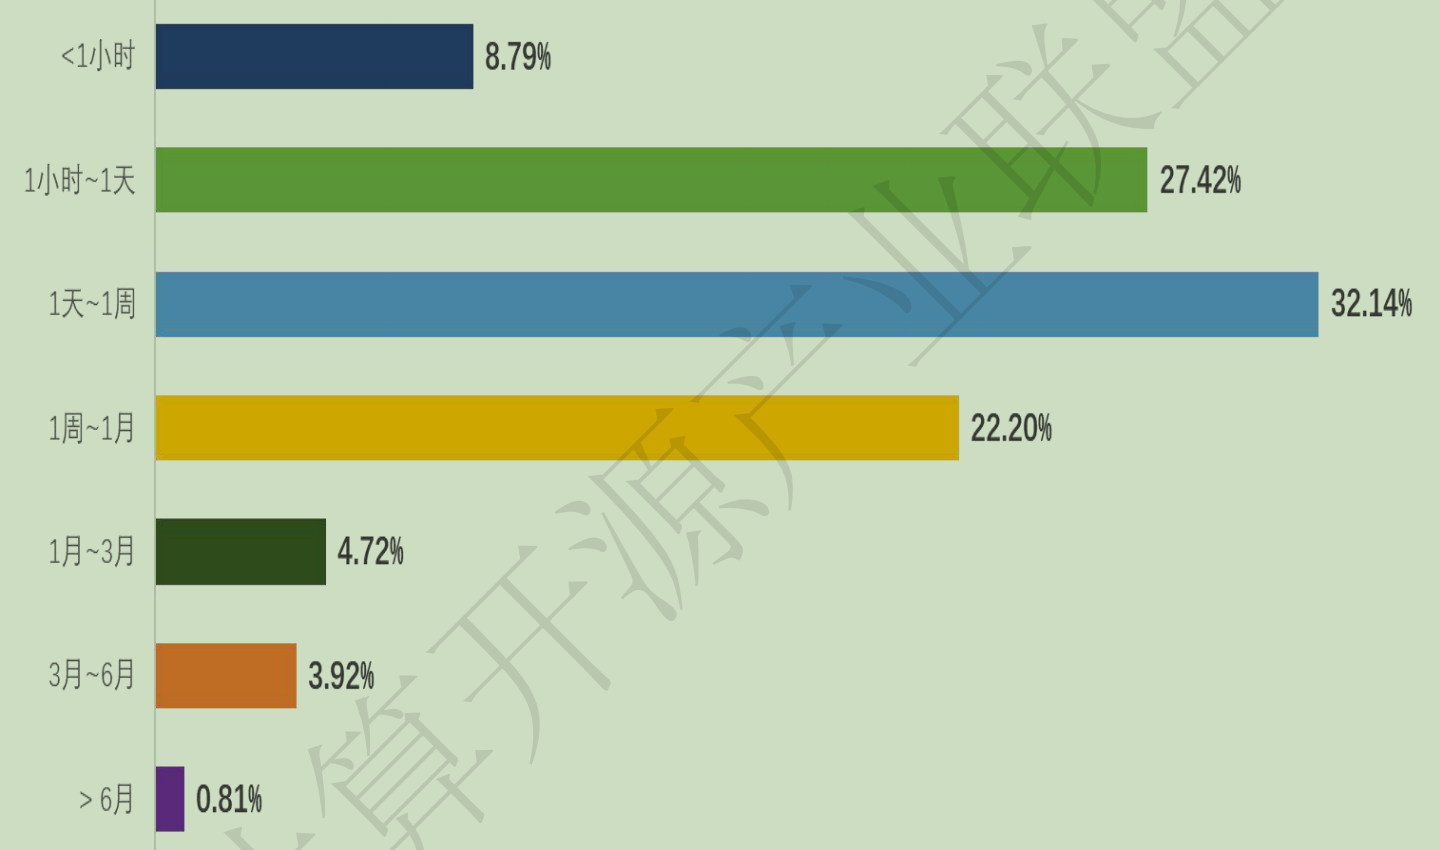 <1小时 8.79%
1小时~1天 27.42%
1天~1周 32.14%
1周~1月 22.20%
1月~3月 4.72%
3月~6月 3.92%
> 6月 0.81%
算开源产业联盟